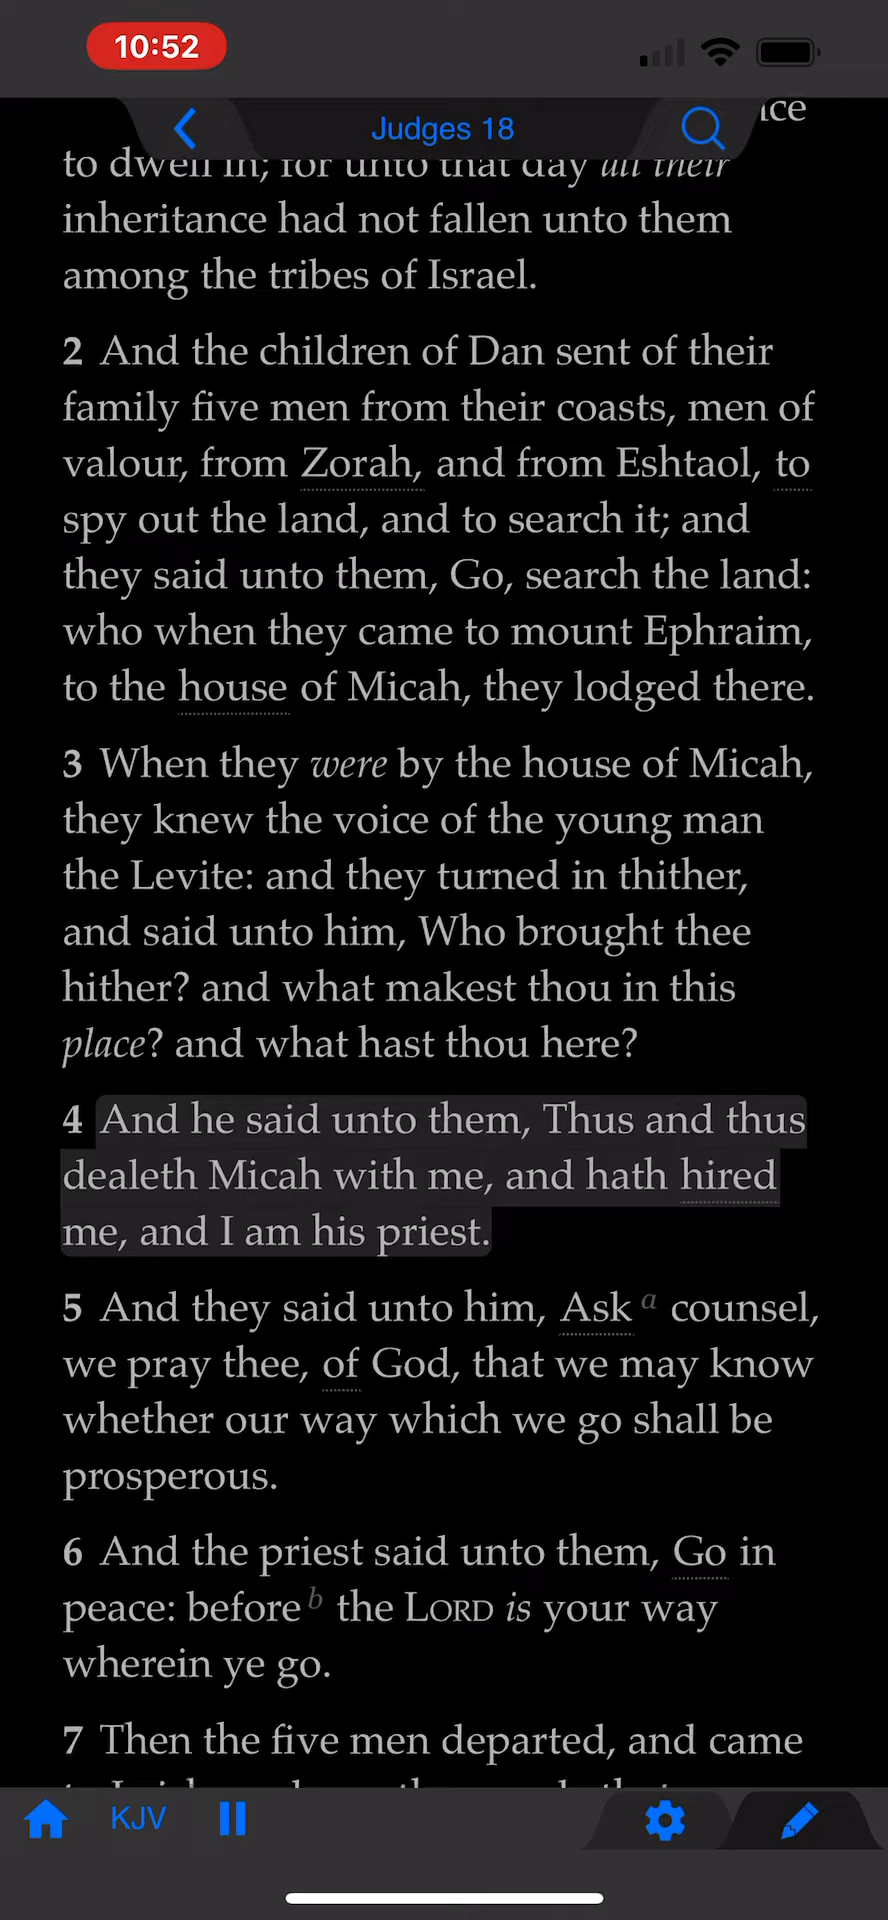 10:52
Judges 18
to dwell in; for unto that day all their
inheritance had not fallen unto them
among the tribes of Israel.
2 And the children of Dan sent of their
family five men from their coasts, men of
valour, from Zorah, and from Eshtaol, to
spy out the land, and to search it; and
they said unto them, Go, search the land:
who when they came to mount Ephraim,
to the house of Micah, they lodged there.
3 When they were by the house of Micah,
they knew the voice of the young man
the Levite: and they turned in thither,
and said unto him, Who brought thee
hither? and what makest thou in this
place? and what hast thou here?
4 And he said unto them, Thus and thus
dealeth Micah with me, and hath hired
me, and I am his priest.
5 And they said unto him, Ask a counsel,
we pray thee, of God, that we may know
whether our way which we go shall be
prosperous.
6 And the priest said unto them, Go in
peace: before b the LORD is your way
wherein ye go.
7 Then the five men departed, and came
KJV